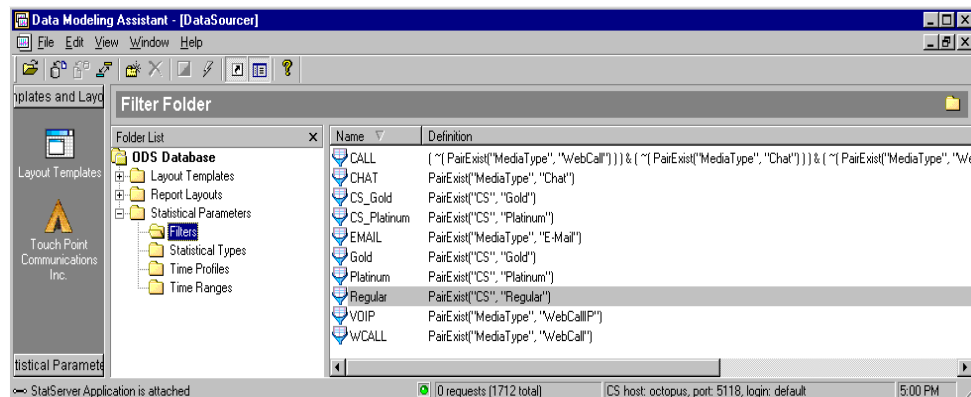 Data Modeling Assistant - [DataSourcer]
File Edit View Window Help
nplates and Layo
Filter Folder
Layout Templates
Touch Point
Communications
Inc.
tistical Paramete
Folder List x
ODS Database
Layout Templates
Report Layouts
Statistical Parameters
Filters
Statistical Types
Time Profiles
Time Ranges
Name Definition
CALL ( ~( PairExist("MediaType", "WebCall") ) ) & ( ~( PairExist("MediaType", "Chat") ) ) & ( ~( PairExist("MediaType", "We
CHAT PairExist("MediaType", "Chat")
CS_Gold PairExist("CS", "Gold")
CS_Platinum PairExist("CS", "Platinum")
EMAIL PairExist("MediaType", "E-Mail")
Gold PairExist("CS", "Gold")
Platinum PairExist("CS", "Platinum")
Regular PairExist("CS", "Regular")
VOIP PairExist("MediaType", "WebCallIP")
WCALL PairExist("MediaType", "WebCall")
StatServer Application is attached 0 requests (1712 total) CS host: octopus, port: 5118, login: default 5:00 PM